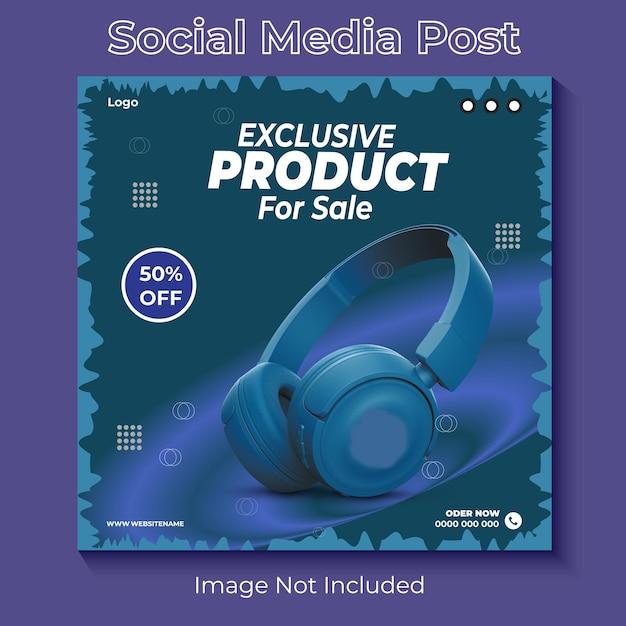 Social Media Post
Logo
EXCLUSIVE
PRODUCT
For Sale
50%
OFF
WWW.WEBSITENAME
ODER NOW
0000 000 000
Image Not Included